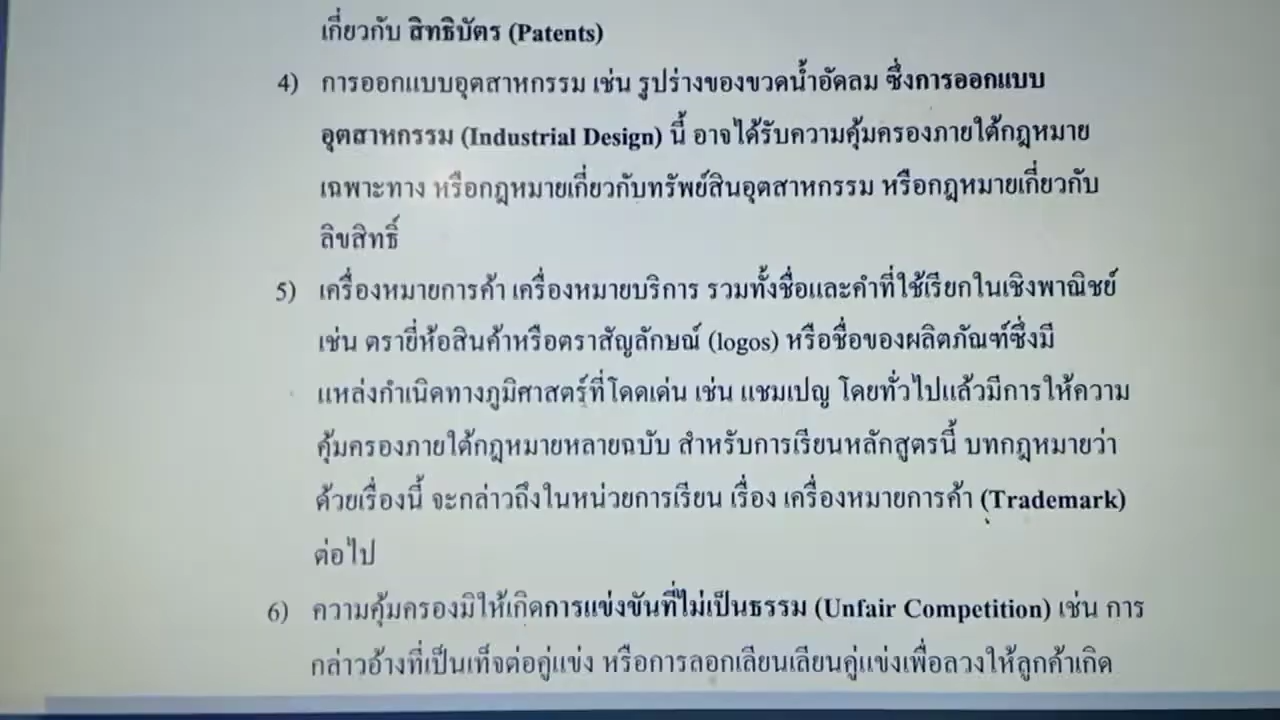 เกี่ยวกับ สิทธิบัตร (Patents)
4) การออกแบบอุตสาหกรรม เช่น รูปร่างของขวดน้ำอัดลม ซึ่งการออกแบบ
อุตสาหกรรม (Industrial Design) นี้ อาจได้รับความคุ้มครองภายใต้กฎหมาย
เฉพาะทาง หรือกฎหมายเกี่ยวกับทรัพย์สินอุตสาหกรรม หรือกฎหมายเกี่ยวกับ
ลิขสิทธิ์
5) เครื่องหมายการค้า เครื่องหมายบริการ รวมทั้งชื่อและคำที่ใช้เรียกในเชิงพาณิชย์
เช่น ตรายี่ห้อสินค้าหรือตราสัญลักษณ์ (logos) หรือชื่อของผลิตภัณฑ์ซึ่งมี
แหล่งกำเนิดทางภูมิศาสตร์ที่โดดเด่น เช่น แชมเปญ โดยทั่วไปแล้วมีการให้ความ
คุ้มครองภายใต้กฎหมายหลายฉบับ สำหรับการเรียนหลักสูตรนี้ บทกฎหมายว่า
ด้วยเรื่องนี้ จะกล่าวถึงในหน่วยการเรียน เรื่อง เครื่องหมายการค้า (Trademark)
ต่อไป
6) ความคุ้มครองมิให้เกิดการแข่งขันที่ไม่เป็นธรรม (Unfair Competition) เช่น การ
กล่าวอ้างที่เป็นเท็จต่อคู่แข่ง หรือการลอกเลียนเลียนคู่แข่งเพื่อลวงให้ลูกค้าเกิด